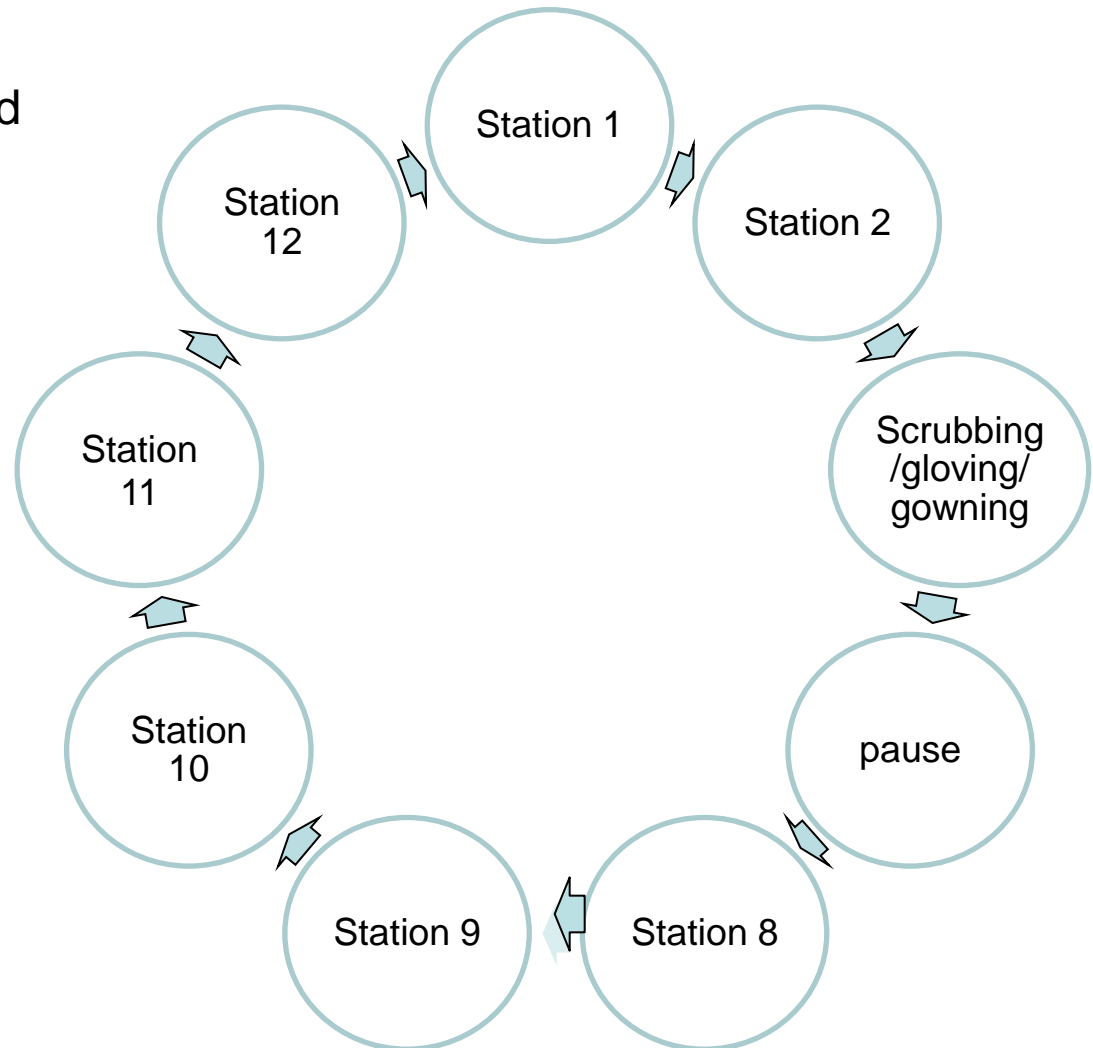 d
Station 1
Station 2
Scrubbing
/gloving/
gowning
pause
Station 8
Station 9
Station
10
Station
11
Station
12